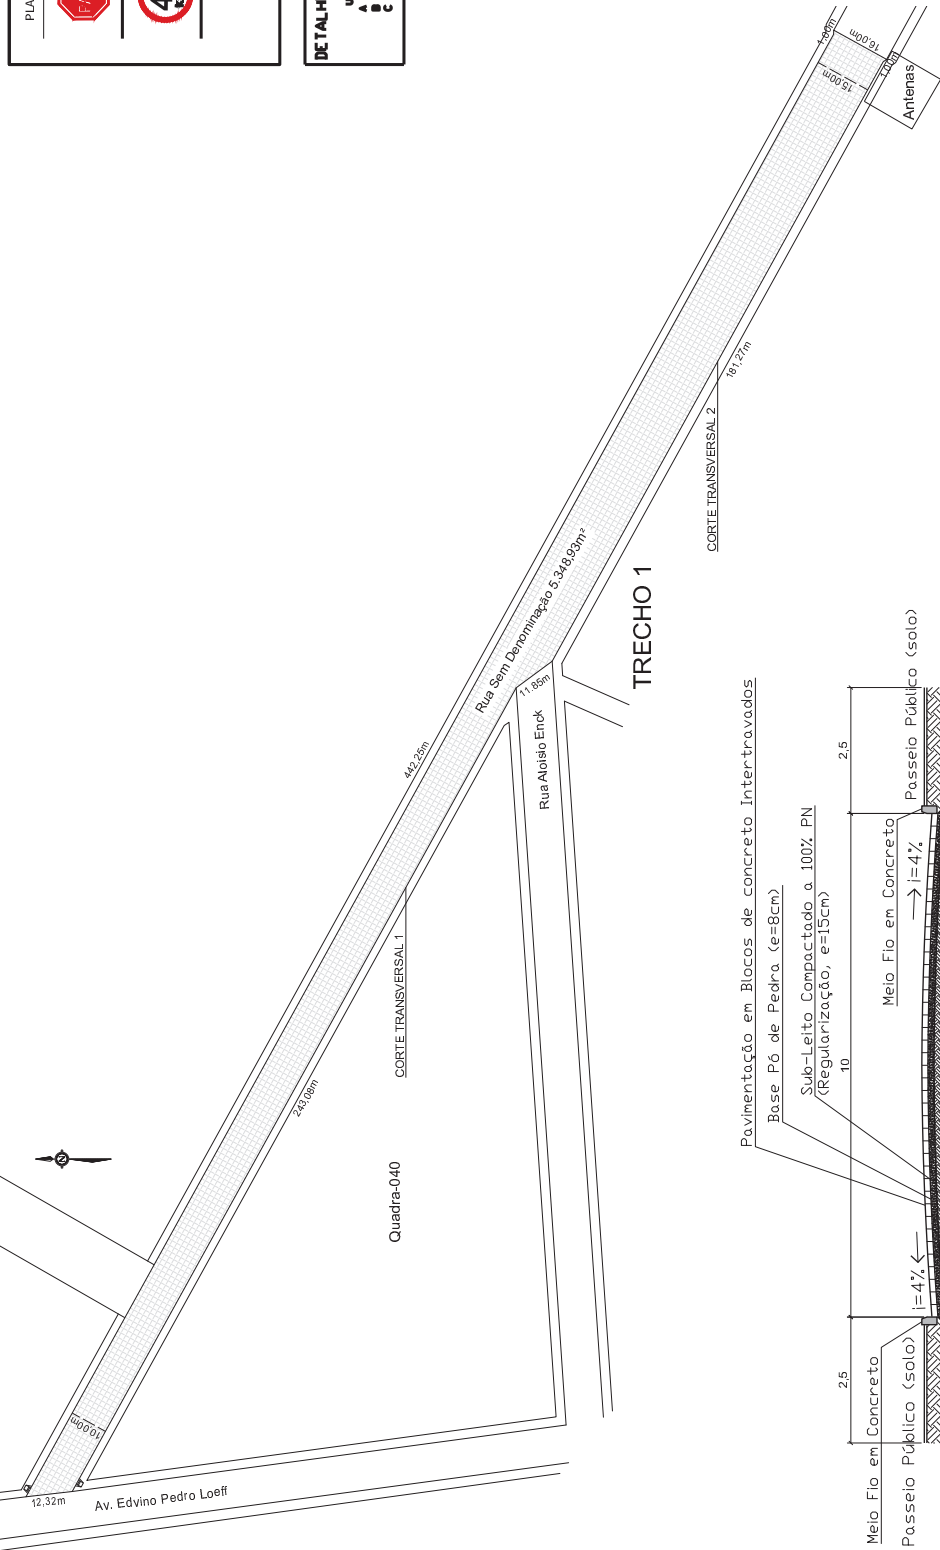 1,00m
16,00m
15,00m
1,00m
Antenas
181,27m
CORTE TRANSVERSAL 2
Rua Sem Denominação 5.348,93m²
TRECHO 1
11,85m
Rua Aloisio Enck
442,25m
CORTE TRANSVERSAL 1
243,08m
Quadra-040
10,00m
12,32m
Av. Edvino Pedro Loeff
Pavimentação em Blocos de concreto Intertravados
Base Pó de Pedra (e=8cm)
Sub-Leito Compactado a 100% PN
(Regularização, e=15cm)
2,5
10
2,5
Meio Fio em Concreto
Passeio Público (solo)
i=4%
i=4%
Meio Fio em Concreto
Passeio Público (solo)
N
A
B
C